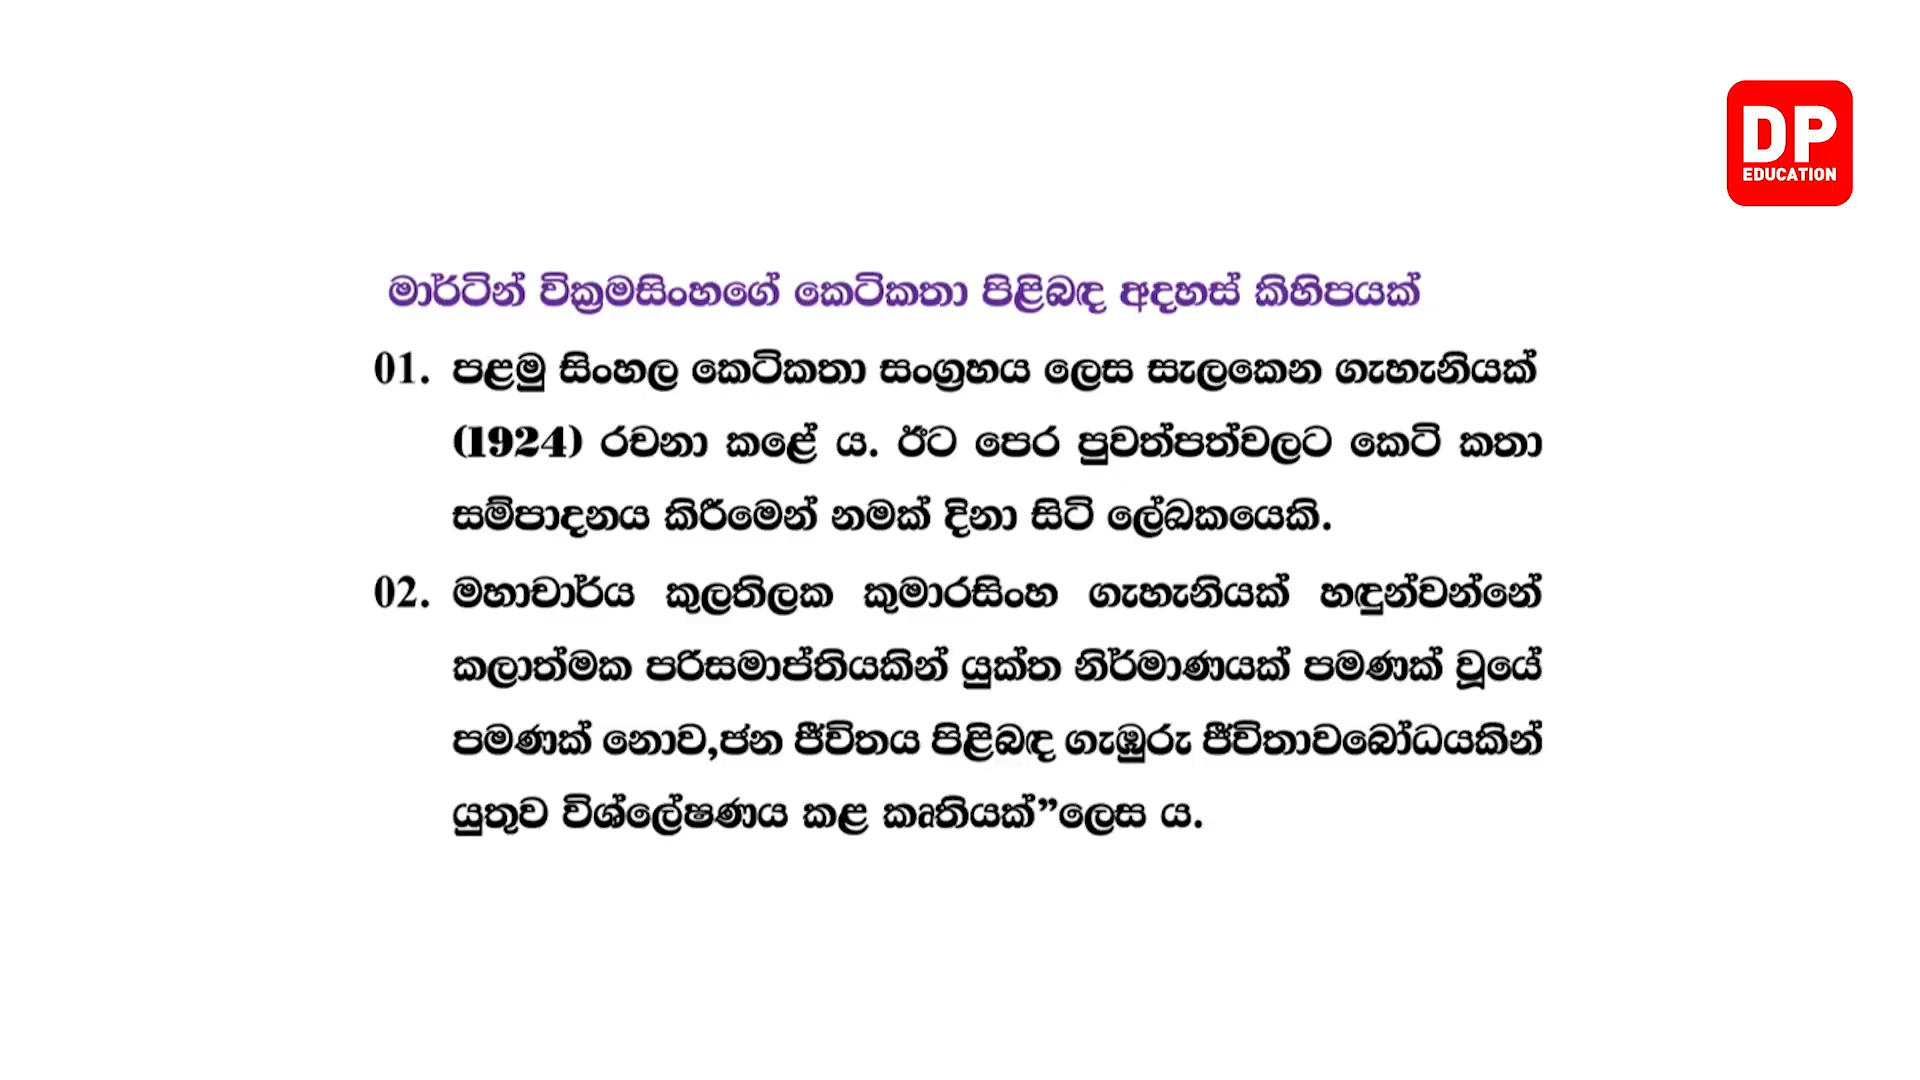 DP
EDUCATION
මාර්ටින් වික්‍රමසිංහගේ කෙටිකතා පිළිබඳ අදහස් කිහිපයක්
01. පළමු සිංහල කෙටිකතා සංග්‍රහය ලෙස සැලකෙන ගැහැනියක්
(1924) රචනා කළේ ය. ඊට පෙර පුවත්පත්වලට කෙටි කතා
සම්පාදනය කිරීමෙන් නමක් දිනා සිටි ලේඛකයෙකි.
02. මහාචාර්ය කුලතිලක කුමාරසිංහ ගැහැනියක් හඳුන්වන්නේ
කලාත්මක පරිසමාප්තියකින් යුක්ත නිර්මාණයක් පමණක් වූයේ
පමණක් නොව,ජන ජීවිතය පිළිබඳ ගැඹුරු ජීවිතාවබෝධයකින්
යුතුව විශ්ලේෂණය කළ කෘතියක්”ලෙස ය.